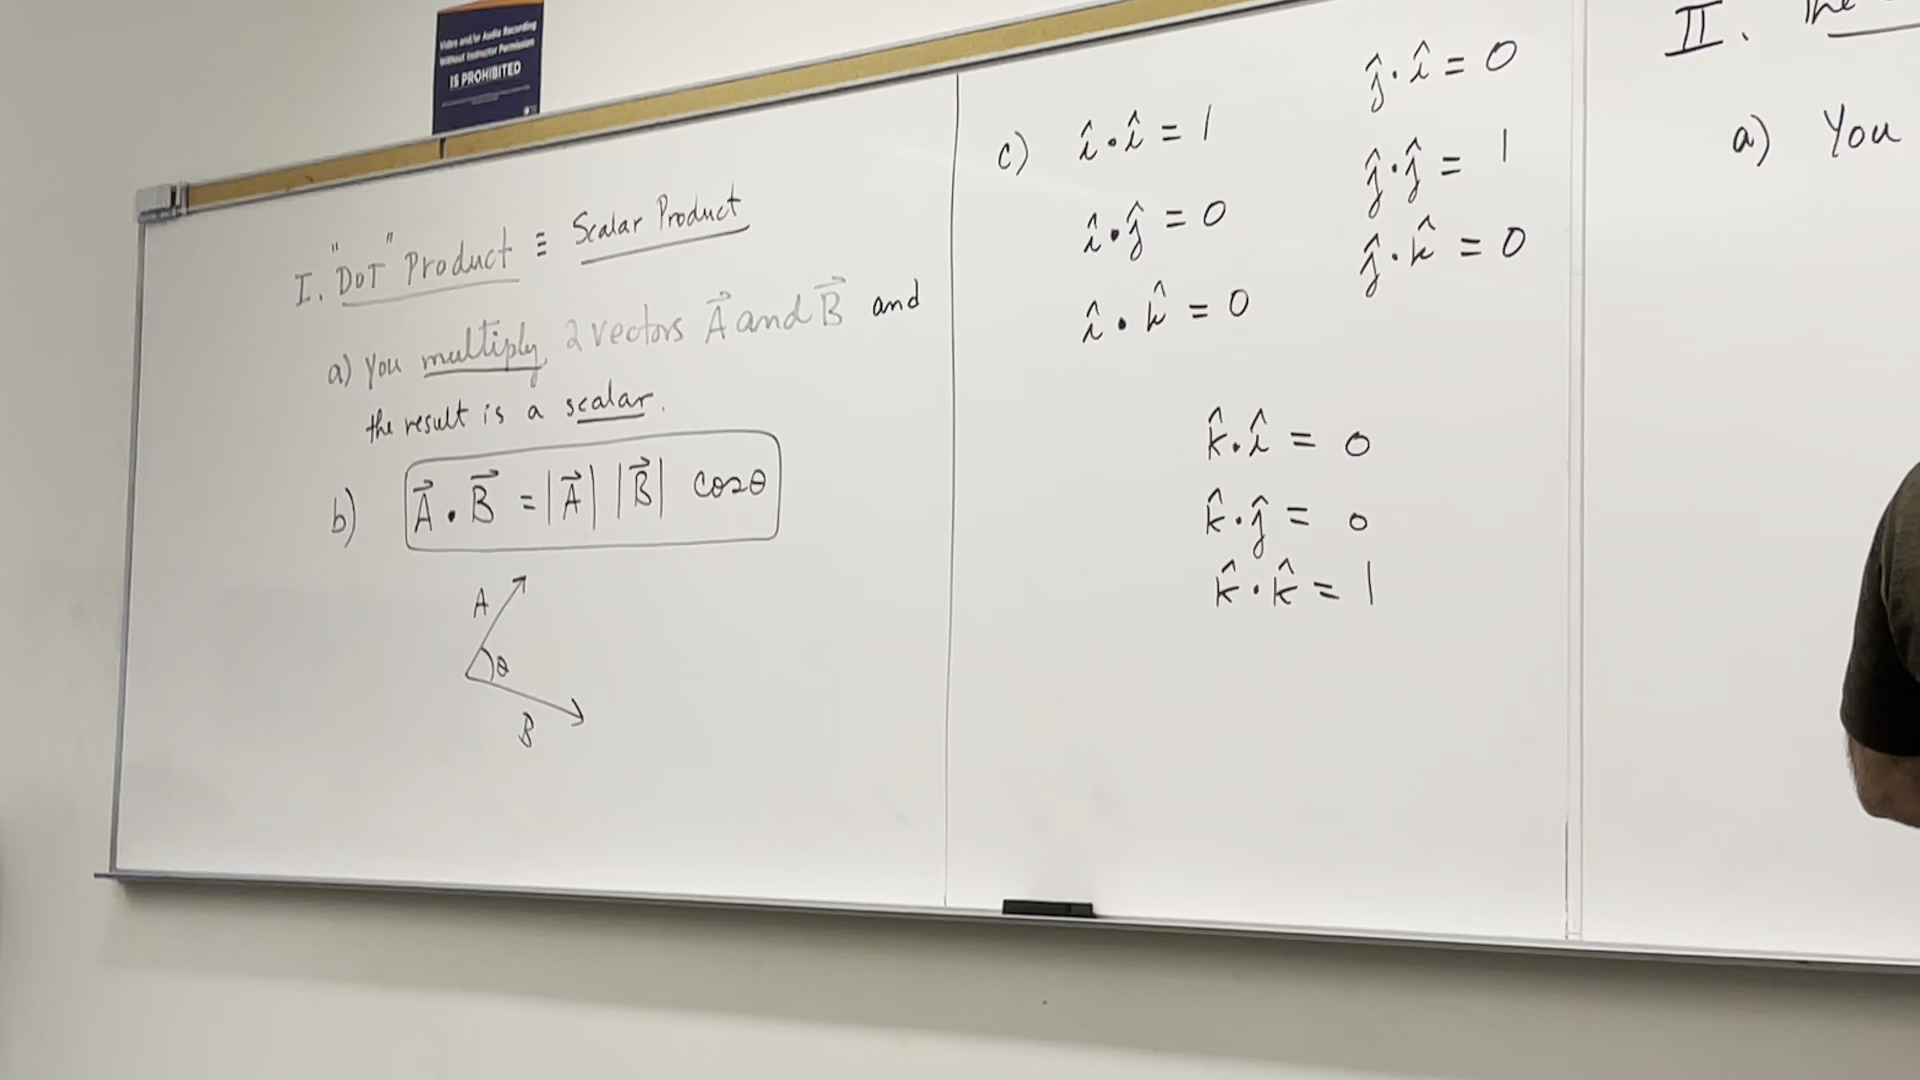 Video and/or Audio Recording
Without Instructor Permission
IS PROHIBITED
I. "DOT" Product ≡ Scalar Product
a) You multiply 2 vectors A⃗ and B⃗ and
the result is a scalar.
b) A⃗ · B⃗ = |A⃗| |B⃗| cosθ
A
θ
B
c) î · î = 1
î · ĵ = 0
î · k̂ = 0
ĵ · î = 0
ĵ · ĵ = 1
ĵ · k̂ = 0
k̂ · î = 0
k̂ · ĵ = 0
k̂ · k̂ = 1
II. The
a) You